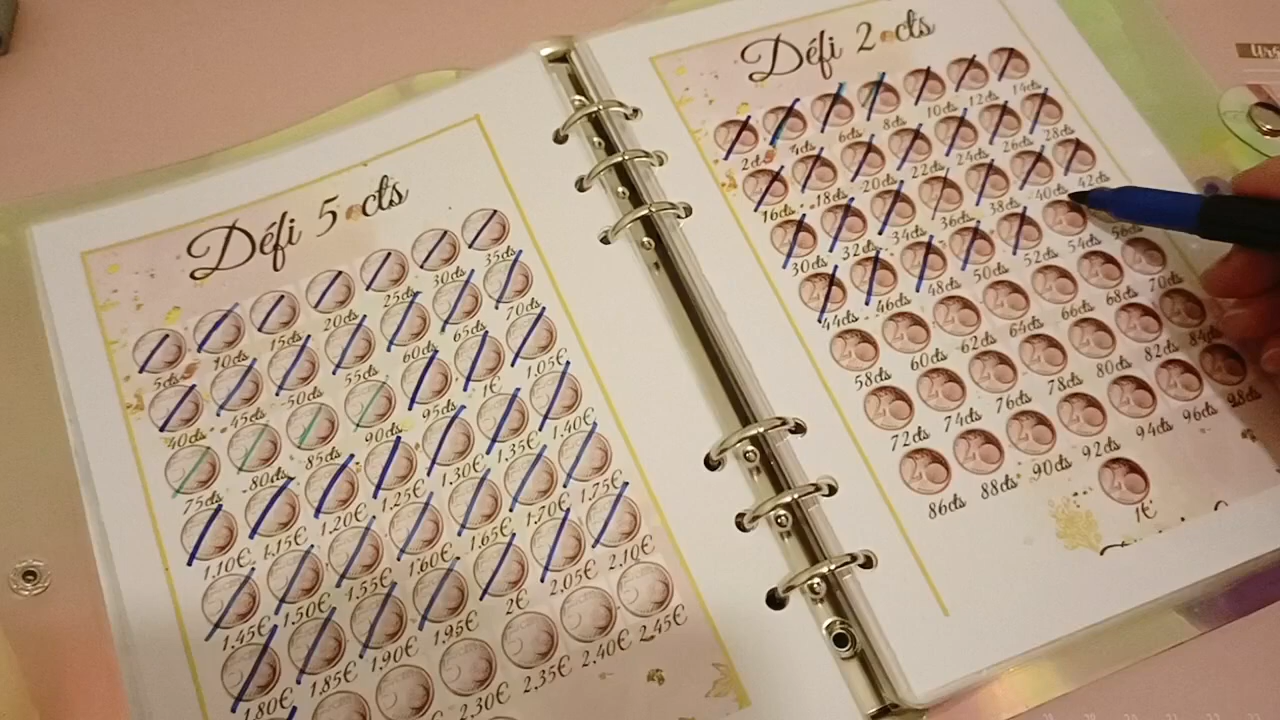 Défi 5 cts
5cts 10cts 15cts 20cts 25cts 30cts 35cts
40cts 45cts 50cts 55cts 60cts 65cts 70cts
75cts 80cts 85cts 90cts 95cts 1€ 1.05€
1.10€ 1.15€ 1.20€ 1.25€ 1.30€ 1.35€ 1.40€
1.45€ 1.50€ 1.55€ 1.60€ 1.65€ 1.70€ 1.75€
1.80€ 1.85€ 1.90€ 1.95€ 2€ 2.05€ 2.10€
2.30€ 2.35€ 2.40€ 2.45€
Défi 2 cts
2cts 4cts 6cts 8cts 10cts 12cts 14cts
16cts 18cts 20cts 22cts 24cts 26cts 28cts
30cts 32cts 34cts 36cts 38cts 40cts 42cts
44cts 46cts 48cts 50cts 52cts 54cts 56cts
58cts 60cts 62cts 64cts 66cts 68cts 70cts
72cts 74cts 76cts 78cts 80cts 82cts 84cts
86cts 88cts 90cts 92cts 94cts 96cts 98cts
1€